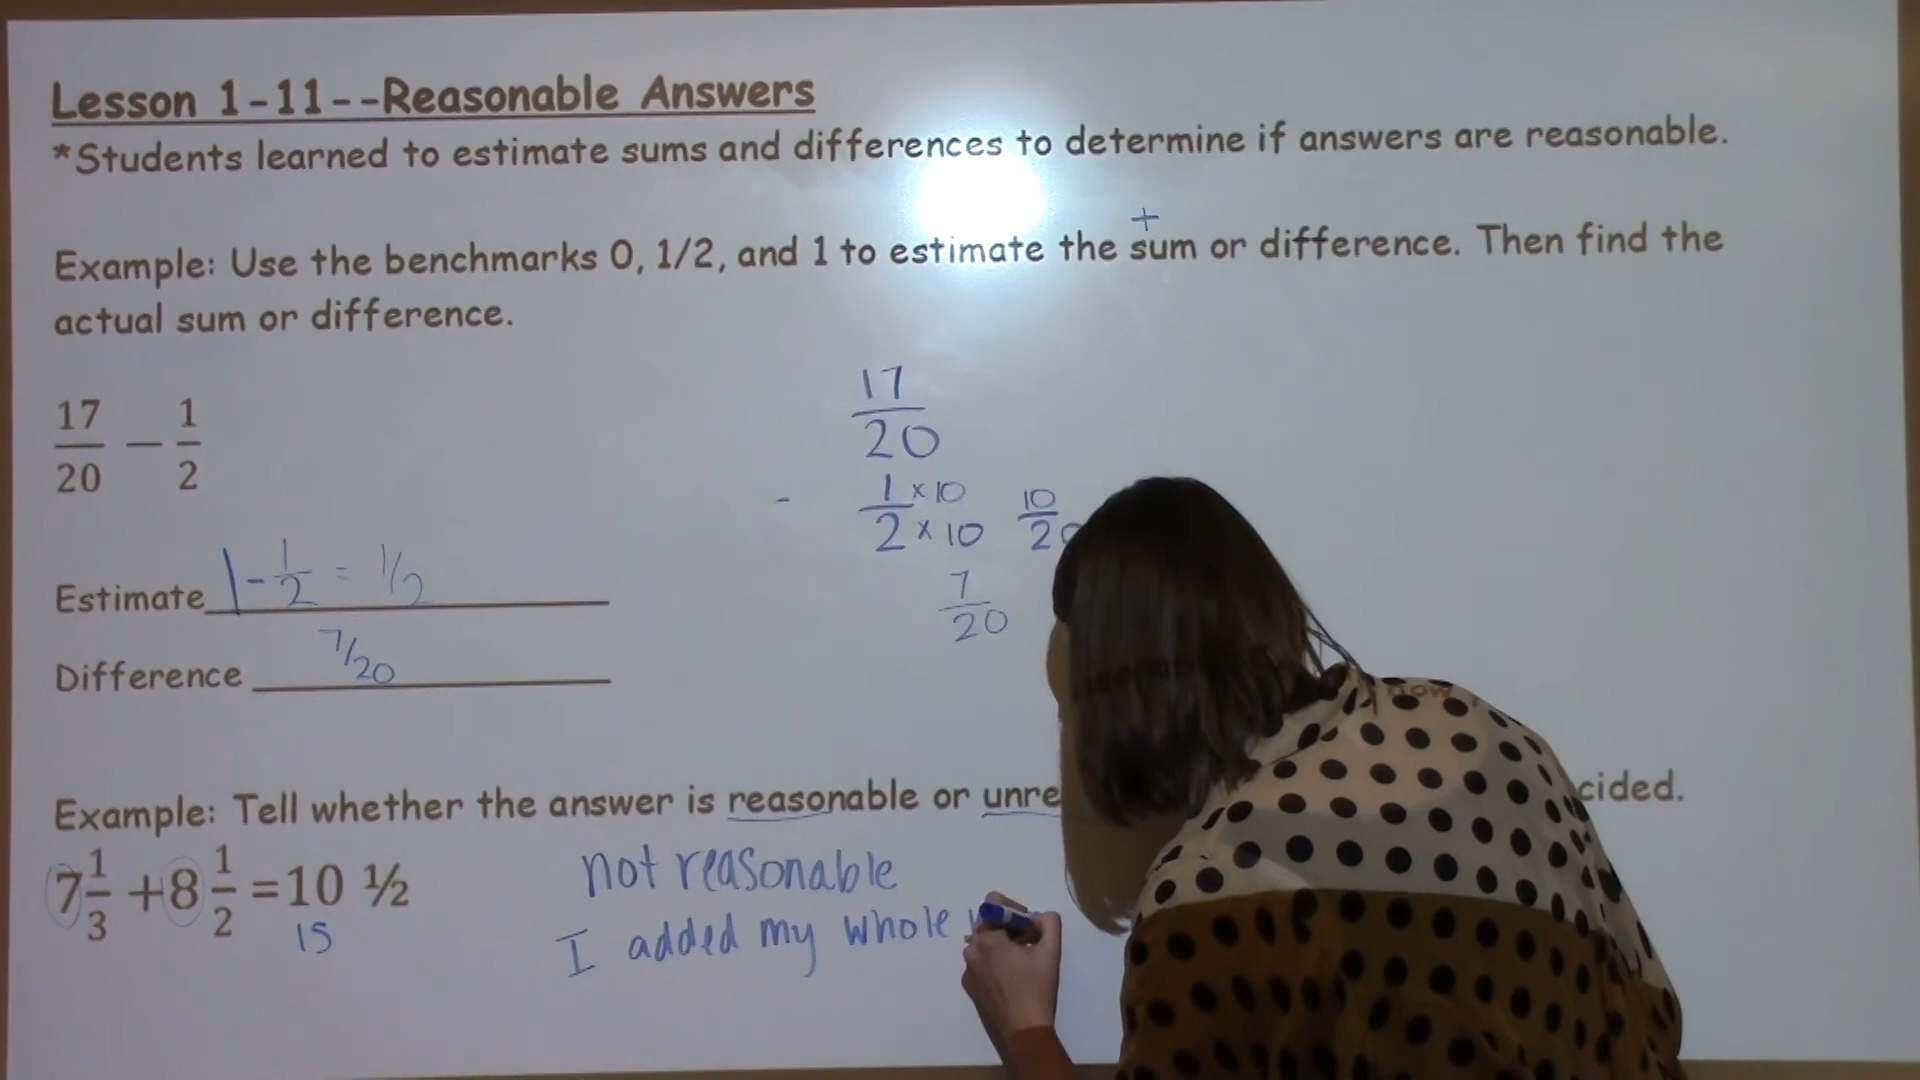 Lesson 1-11--Reasonable Answers
*Students learned to estimate sums and differences to determine if answers are reasonable.
+
Example: Use the benchmarks 0, 1/2, and 1 to estimate the sum or difference. Then find the
actual sum or difference.
17/20 - 1/2
Estimate 1 - 1/2 = 1/2
Difference 7/20
17
20
- 1 x 10 10
2 x 10 20
7
20
Example: Tell whether the answer is reasonable or unre cided.
7 1/3 + 8 1/2 = 10 ½
15
not reasonable
I added my whole